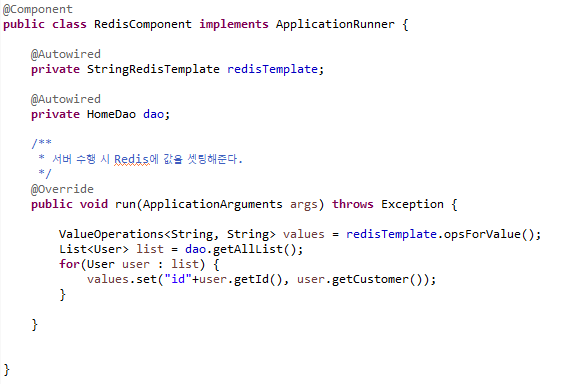 @Component
public class RedisComponent implements ApplicationRunner {
@Autowired
private StringRedisTemplate redisTemplate;
@Autowired
private HomeDao dao;
/**
* 서버 수행 시 Redis에 값을 셋팅해준다.
*/
@Override
public void run(ApplicationArguments args) throws Exception {
ValueOperations<String, String> values = redisTemplate.opsForValue();
List<User> list = dao.getAllList();
for(User user : list) {
values.set("id"+user.getId(), user.getCustomer());
}
}
}